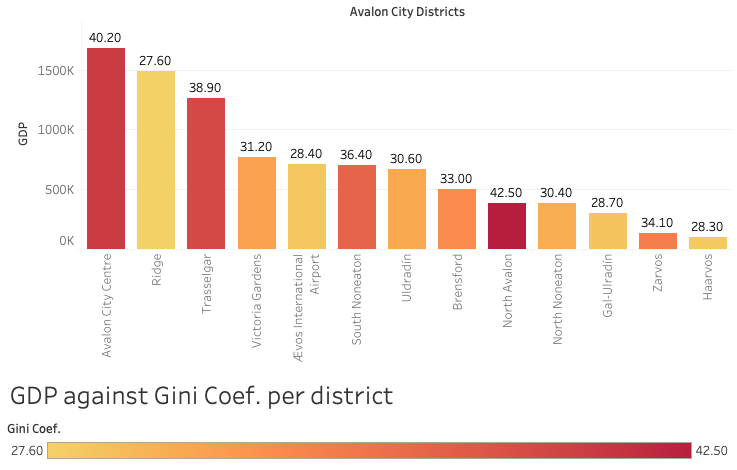 Avalon City Districts
40.20
27.60
38.90
31.20
28.40
36.40
30.60
33.00
42.50
30.40
28.70
34.10
28.30
GDP
1500K
1000K
500K
0K
Avalon City Centre
Ridge
Trasselgar
Victoria Gardens
Ævos International
Airport
South Noneaton
Uldradín
Brensford
North Avalon
North Noneaton
Gal-Ulradín
Zarvos
Haarvos
GDP against Gini Coef. per district
Gini Coef.
27.60
42.50